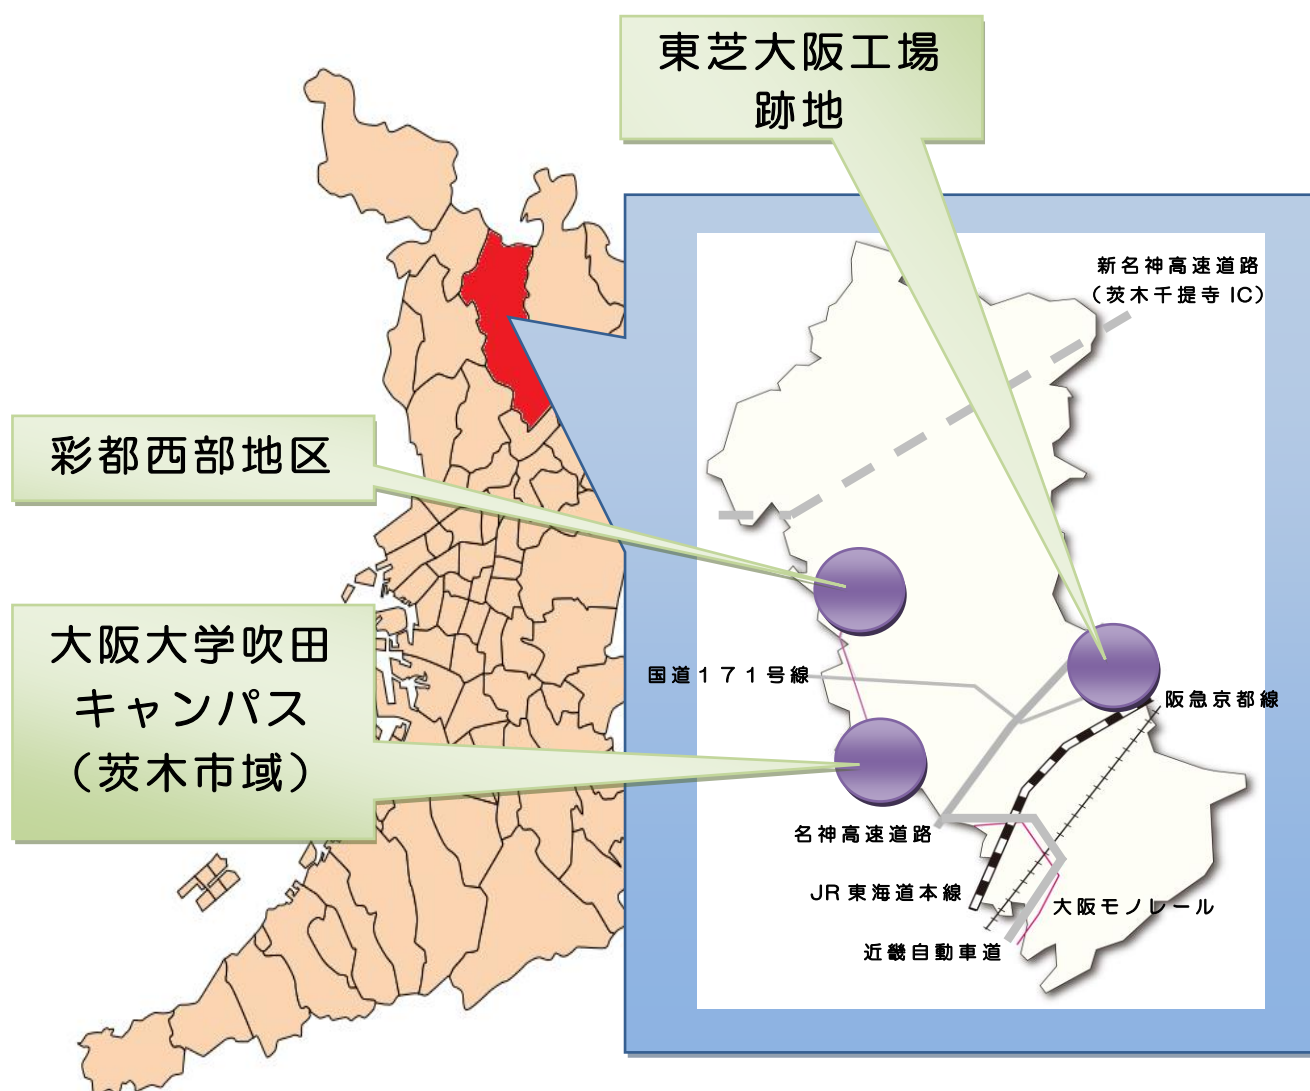 東芝大阪工場
跡地
新名神高速道路
（茨木千提寺 IC）
彩都西部地区
大阪大学吹田
キャンパス
（茨木市域）
国道１７１号線
阪急京都線
名神高速道路
JR 東海道本線
大阪モノレール
近畿自動車道